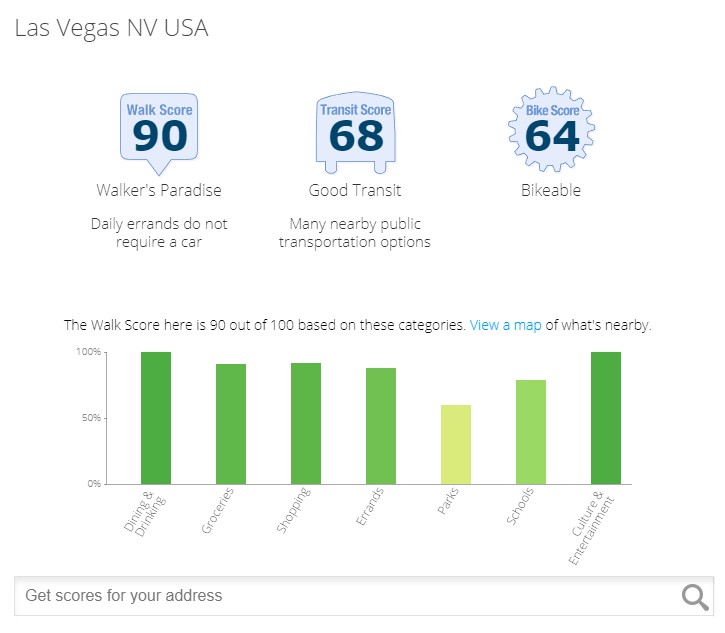 Las Vegas NV USA
Walk Score
90
Transit Score
68
Bike Score
64
Walker's Paradise
Good Transit
Bikeable
Daily errands do not
require a car
Many nearby public
transportation options
The Walk Score here is 90 out of 100 based on these categories. View a map of what's nearby.
100%
50%
0%
Dining &
Drinking
Groceries
Shopping
Errands
Parks
Schools
Culture &
Entertainment
Get scores for your address